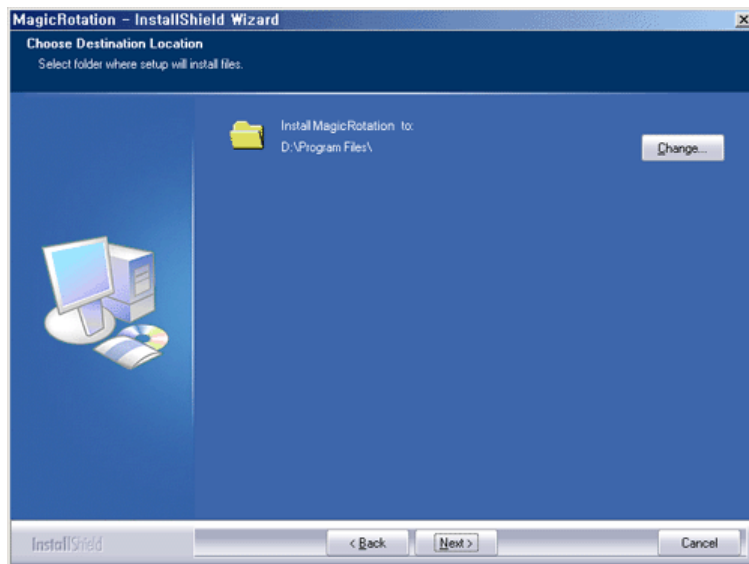 MagicRotation - InstallShield Wizard
Choose Destination Location
Select folder where setup will install files.
Install MagicRotation to:
D:\Program Files\
Change...
InstallShield
< Back
Next >
Cancel